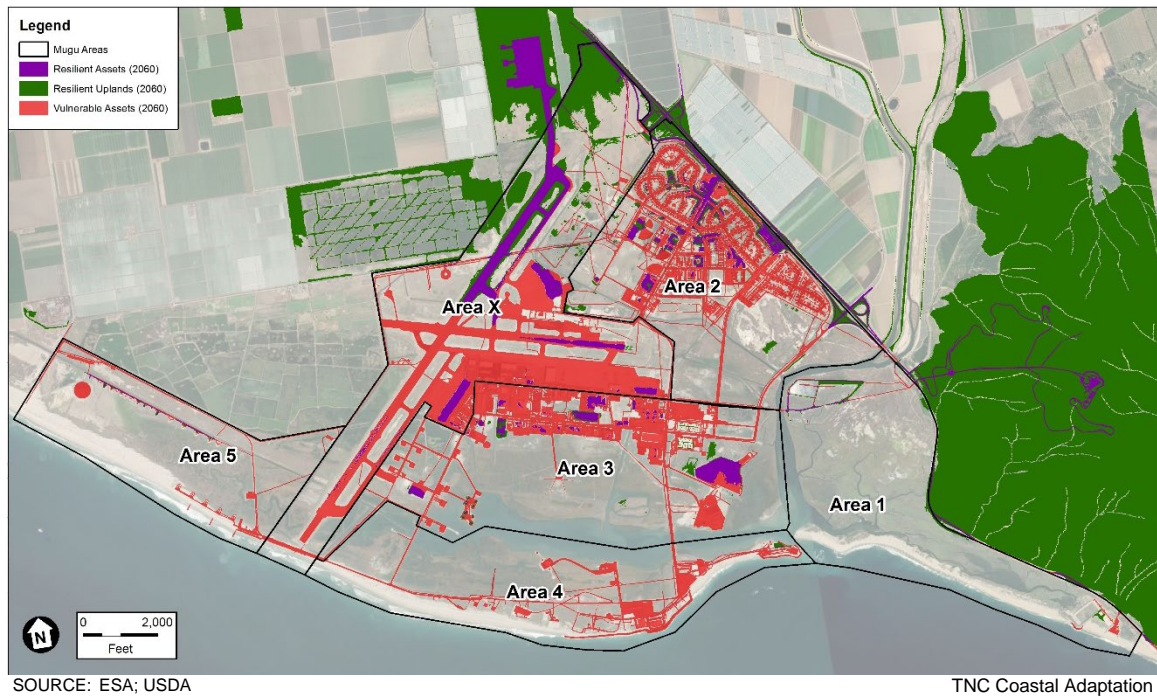 Legend
Mugu Areas
Resilient Assets (2060)
Resilient Uplands (2060)
Vulnerable Assets (2060)
Area X
Area 2
Area 5
Area 3
Area 1
Area 4
N
0 2,000
Feet
SOURCE: ESA; USDA
TNC Coastal Adaptation